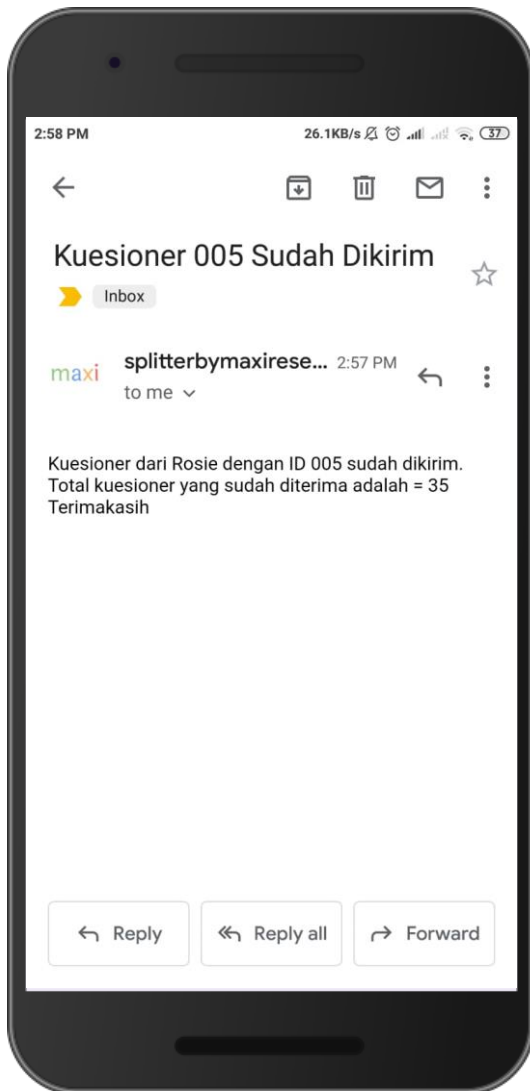 2:58 PM 26.1KB/s 37
Kuesioner 005 Sudah Dikirim
Inbox
maxi splitterbymaxirese... 2:57 PM
to me
Kuesioner dari Rosie dengan ID 005 sudah dikirim.
Total kuesioner yang sudah diterima adalah = 35
Terimakasih
Reply Reply all Forward